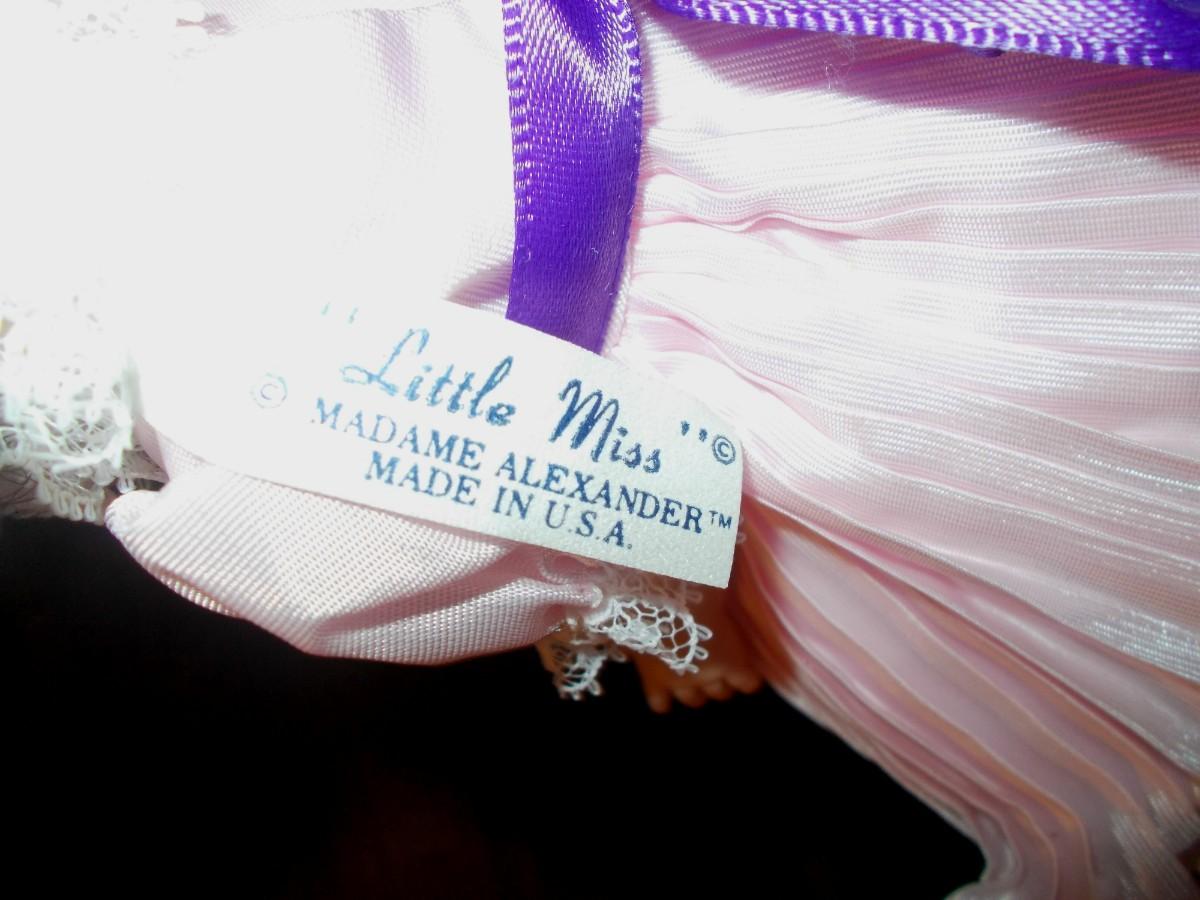 "Little Miss"©
© MADAME ALEXANDER™
MADE IN U.S.A.